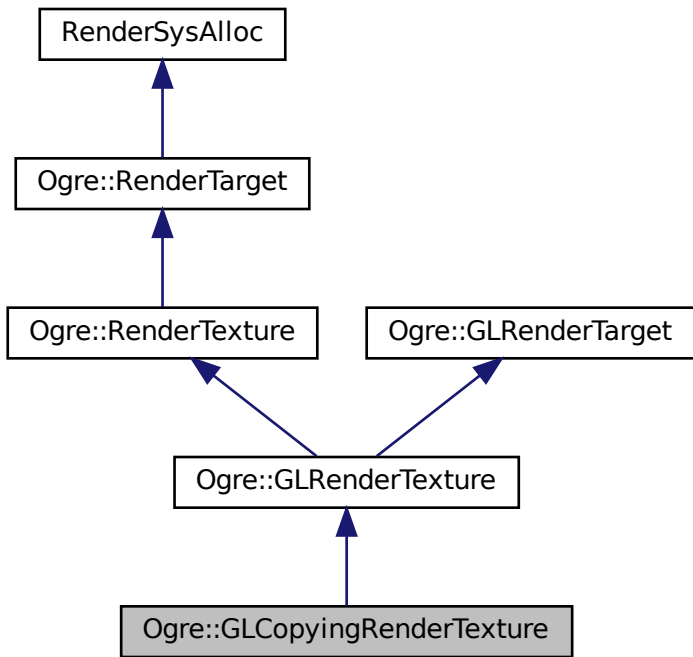 RenderSysAlloc
Ogre::RenderTarget
Ogre::RenderTexture
Ogre::GLRenderTarget
Ogre::GLRenderTexture
Ogre::GLCopyingRenderTexture